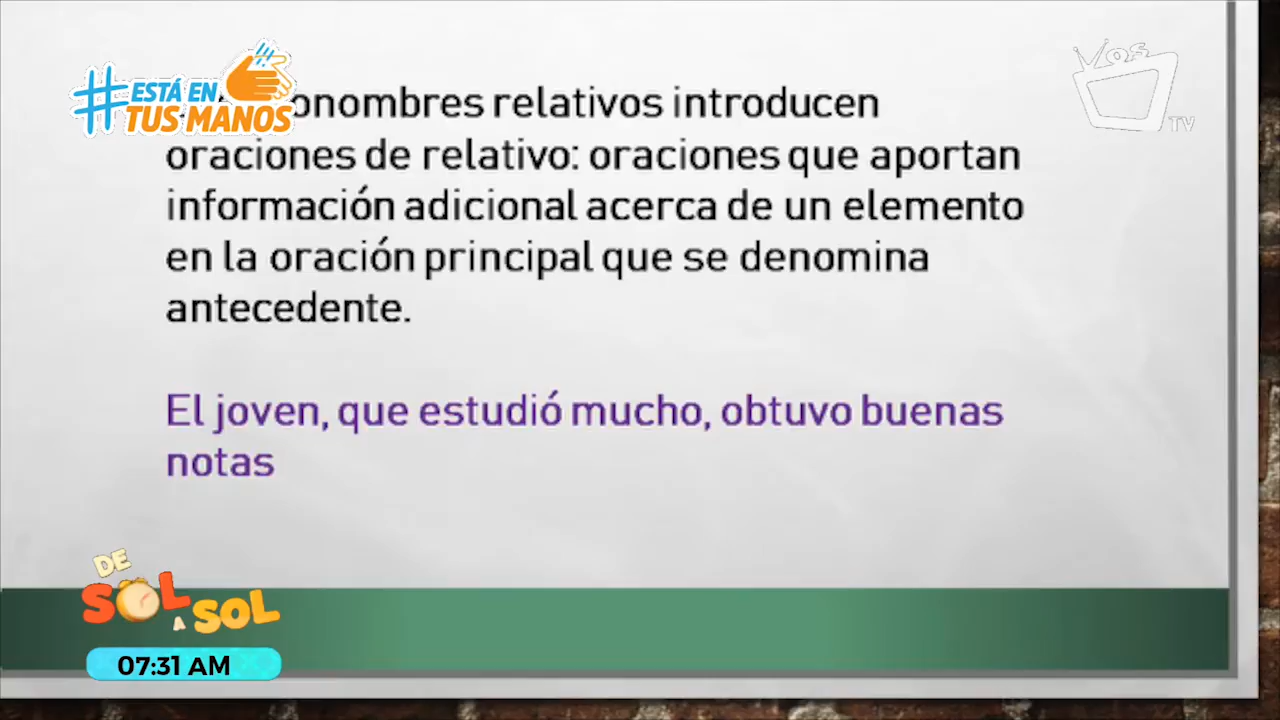 #ESTÁ EN
TUS MANOS
VOS
TV
relativos introducen
oraciones de relativo: oraciones que aportan
información adicional acerca de un elemento
en la oración principal que se denomina
antecedente.
El joven, que estudió mucho, obtuvo buenas
notas
DE
SOL
A
SOL
07:31 AM